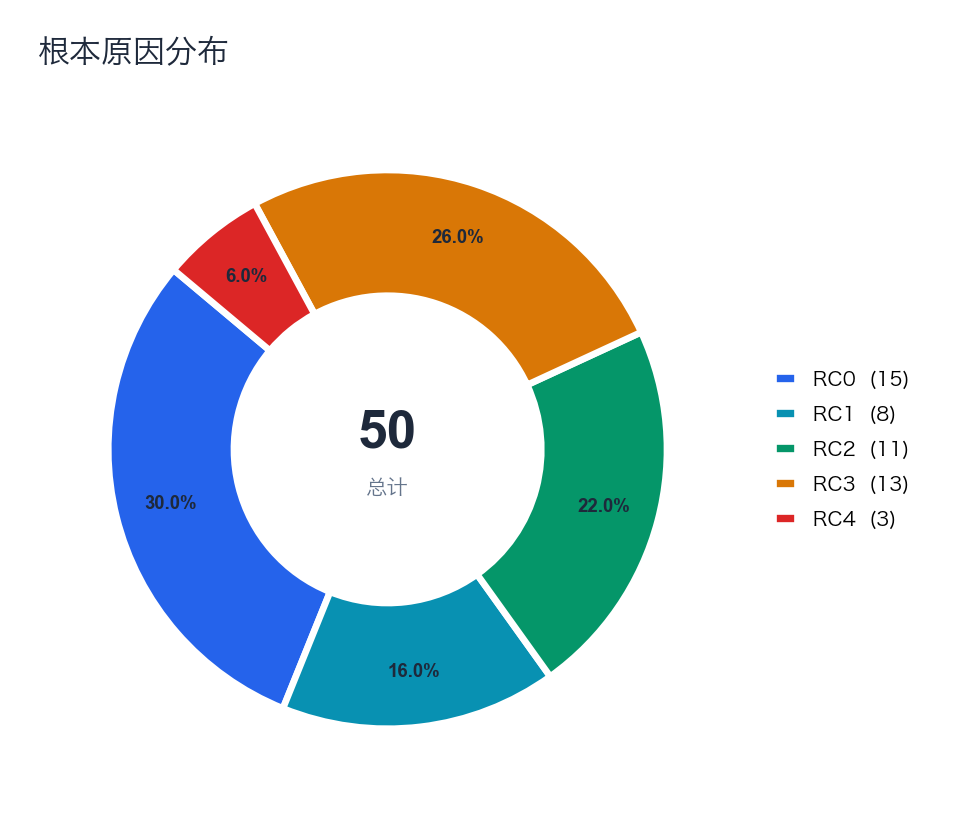 根本原因分布
26.0%
6.0%
30.0%
22.0%
16.0%
50
总计
RC0 (15)
RC1 (8)
RC2 (11)
RC3 (13)
RC4 (3)